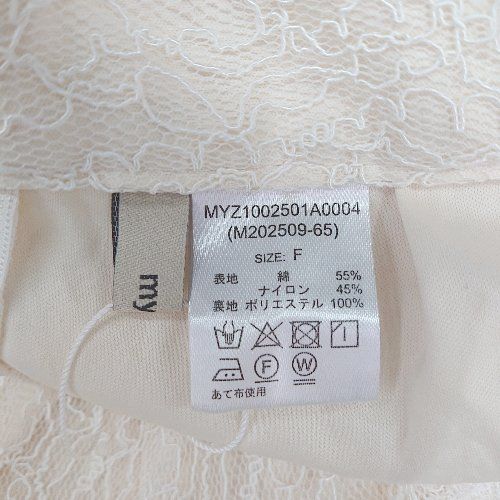 my
MYZ1002501A0004
(M202509-65)
SIZE: F
表地 綿 55%
ナイロン 45%
裏地 ポリエステル 100%
F W
あて布使用